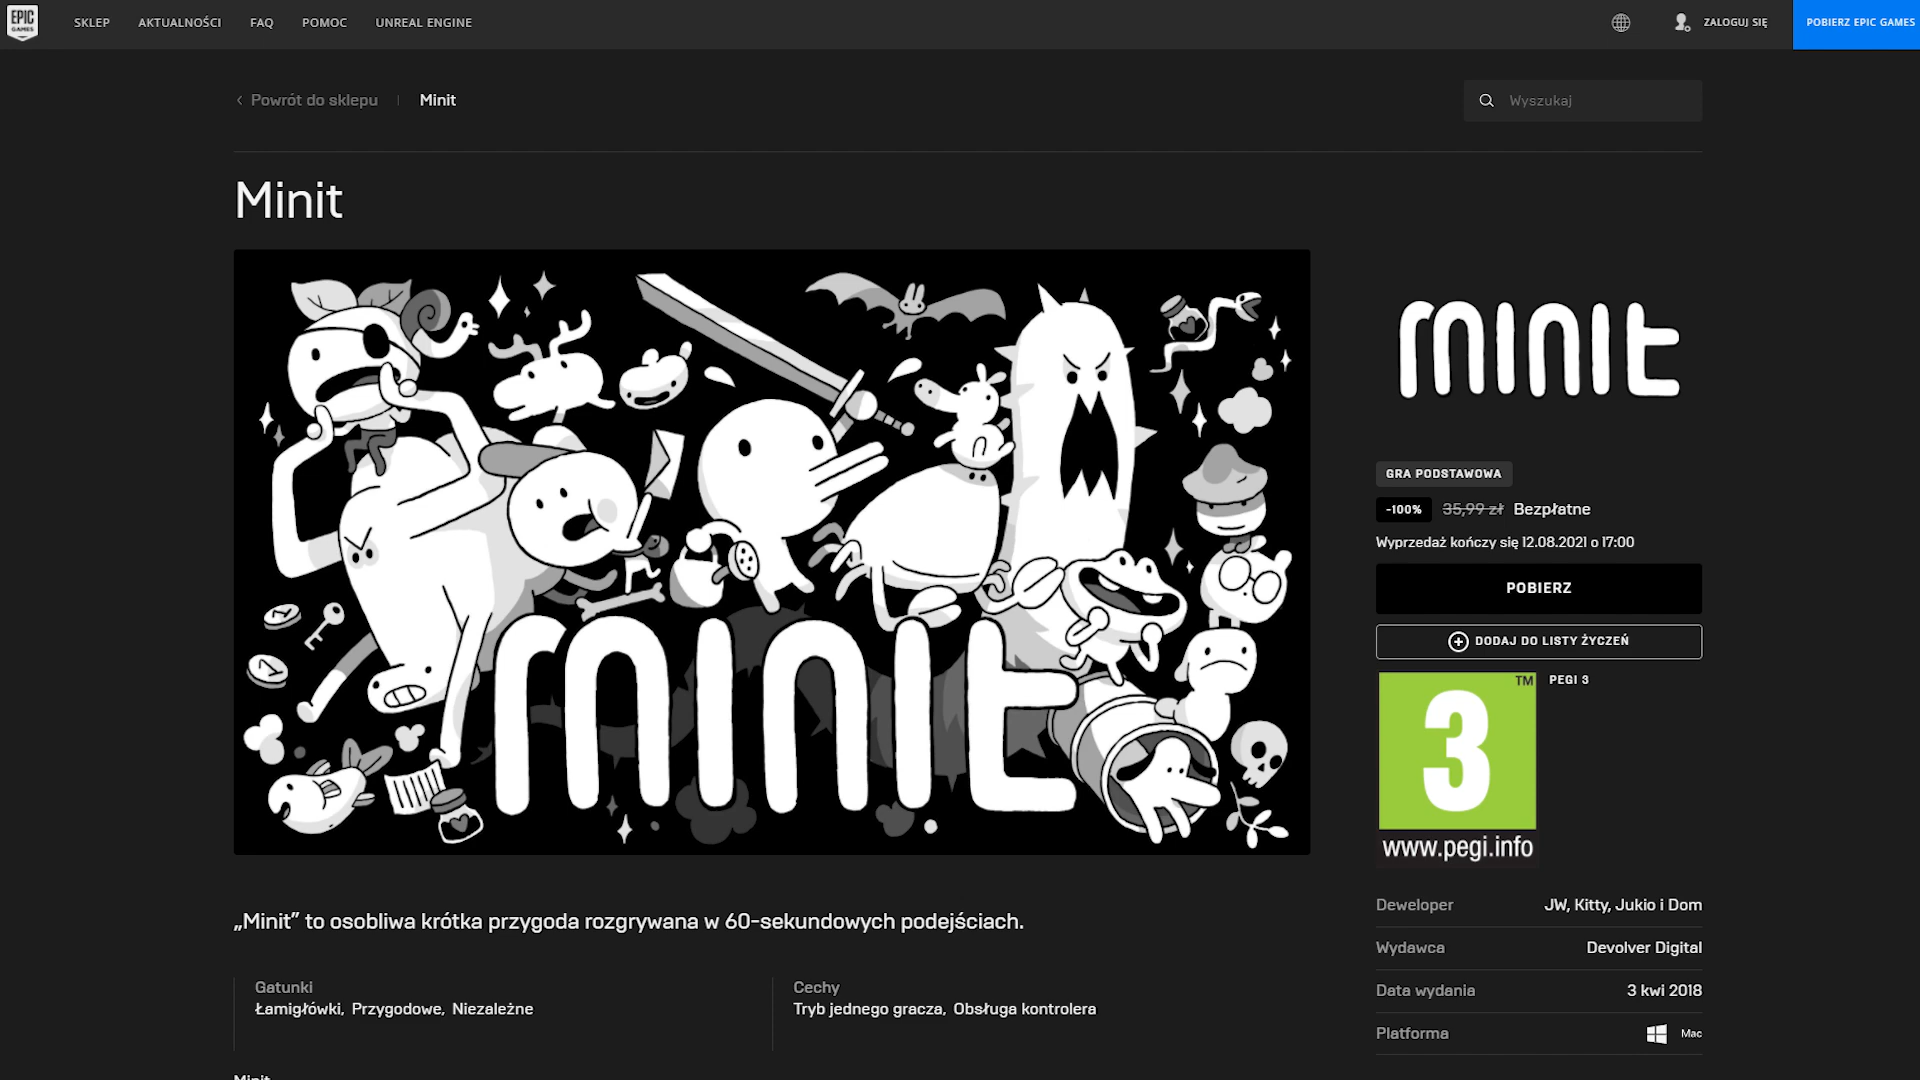 EPIC
GAMES
SKLEP
AKTUALNOŚCI
FAQ
POMOC
UNREAL ENGINE
ZALOGUJ SIĘ
POBIERZ EPIC GAMES
Powrót do sklepu
Minit
Wyszukaj
Minit
minit
minit
GRA PODSTAWOWA
-100% 35,99 zł Bezpłatne
Wyprzedaż kończy się 12.08.2021 o 17:00
POBIERZ
DODAJ DO LISTY ŻYCZEŃ
3
TM
www.pegi.info
PEGI 3
Deweloper JW, Kitty, Jukio i Dom
Wydawca Devolver Digital
Data wydania 3 kwi 2018
Platforma Mac
„Minit” to osobliwa krótka przygoda rozgrywana w 60-sekundowych podejściach.
Gatunki
Łamigłówki, Przygodowe, Niezależne
Cechy
Tryb jednego gracza, Obsługa kontrolera
Minit